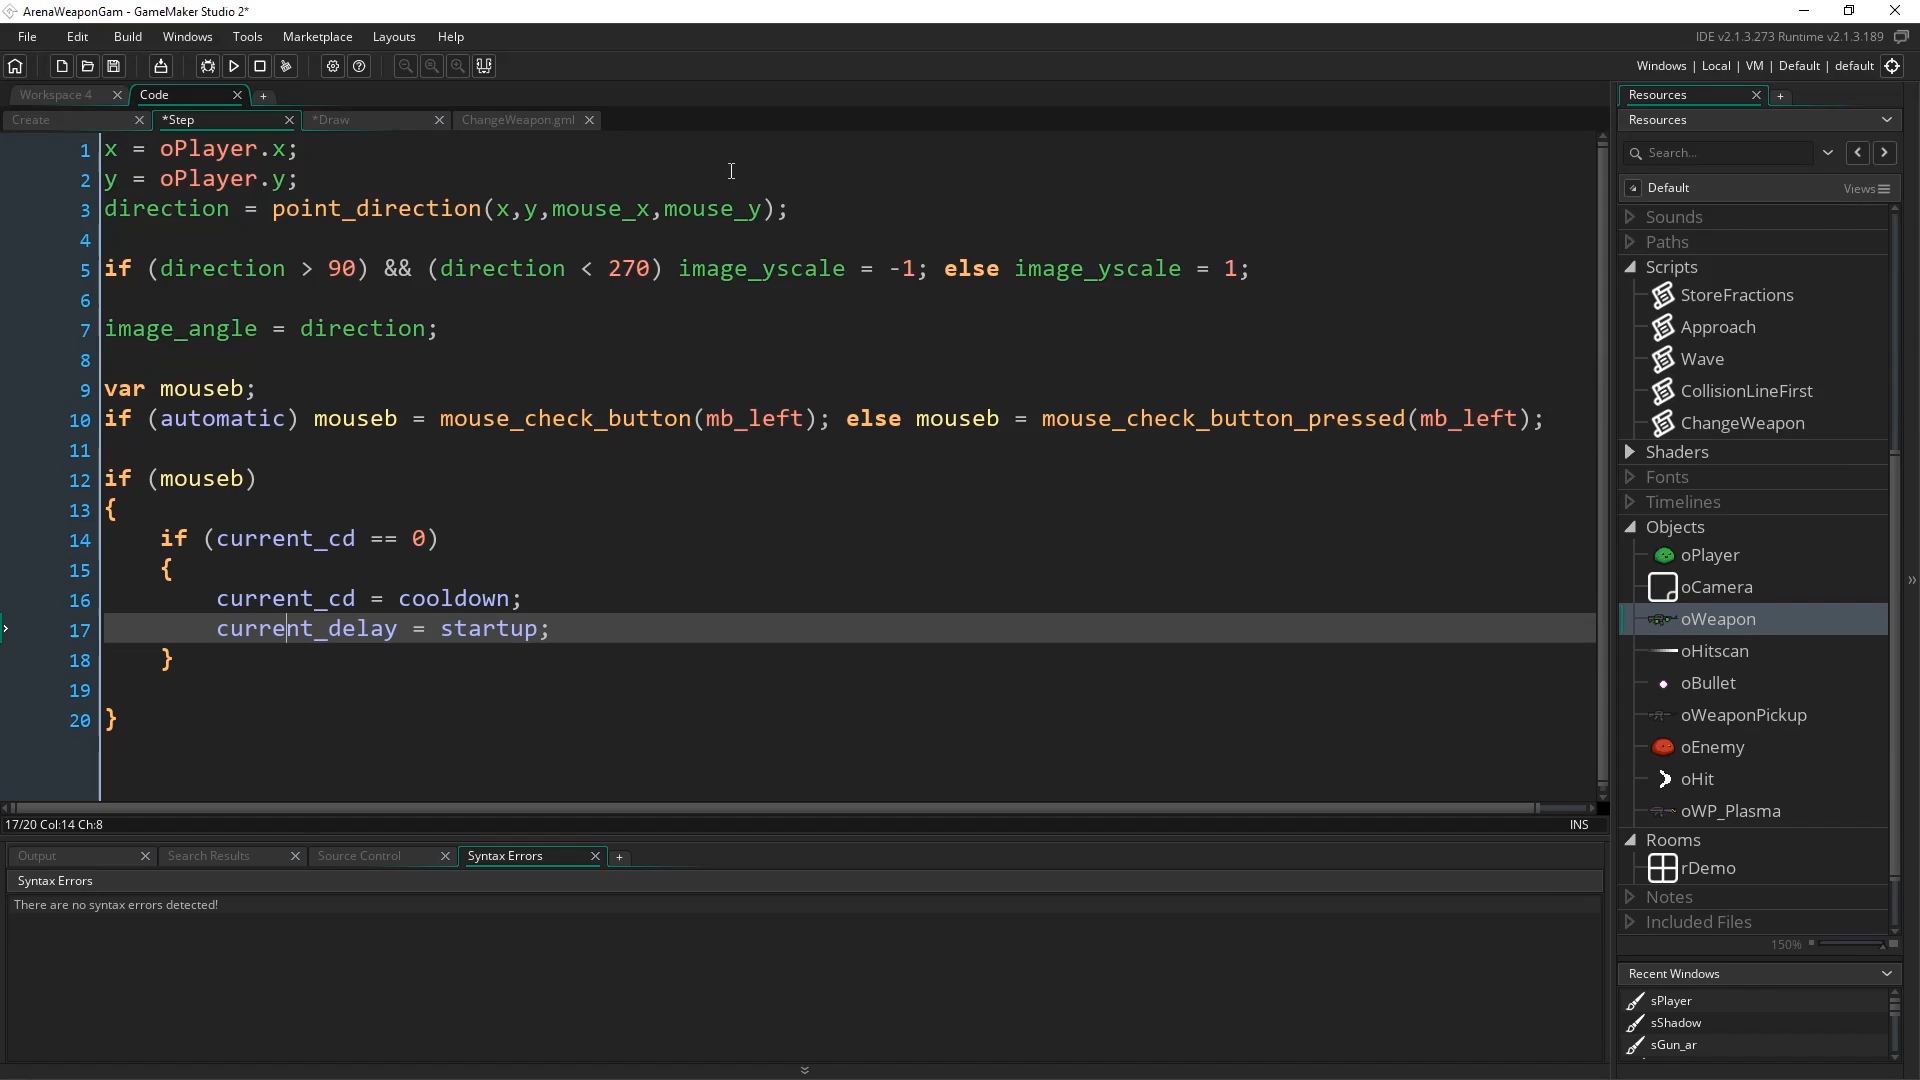 ArenaWeaponGam - GameMaker Studio 2*
File Edit Build Windows Tools Marketplace Layouts Help
IDE v2.1.3.273 Runtime v2.1.3.189
Windows | Local | VM | Default | default
Workspace 4 Code
Create *Step *Draw ChangeWeapon.gml
1 x = oPlayer.x;
2 y = oPlayer.y;
3 direction = point_direction(x,y,mouse_x,mouse_y);
4
5 if (direction > 90) && (direction < 270) image_yscale = -1; else image_yscale = 1;
6
7 image_angle = direction;
8
9 var mouseb;
10 if (automatic) mouseb = mouse_check_button(mb_left); else mouseb = mouse_check_button_pressed(mb_left);
11
12 if (mouseb)
13 {
14 if (current_cd == 0)
15 {
16 current_cd = cooldown;
17 current_delay = startup;
18 }
19
20 }
17/20 Col:14 Ch:8
INS
Output Search Results Source Control Syntax Errors
Syntax Errors
There are no syntax errors detected!
Resources
Resources
Search...
Default
Views
Sounds
Paths
Scripts
StoreFractions
Approach
Wave
CollisionLineFirst
ChangeWeapon
Shaders
Fonts
Timelines
Objects
oPlayer
oCamera
oWeapon
oHitscan
oBullet
oWeaponPickup
oEnemy
oHit
oWP_Plasma
Rooms
rDemo
Notes
Included Files
150%
Recent Windows
sPlayer
sShadow
sGun_ar